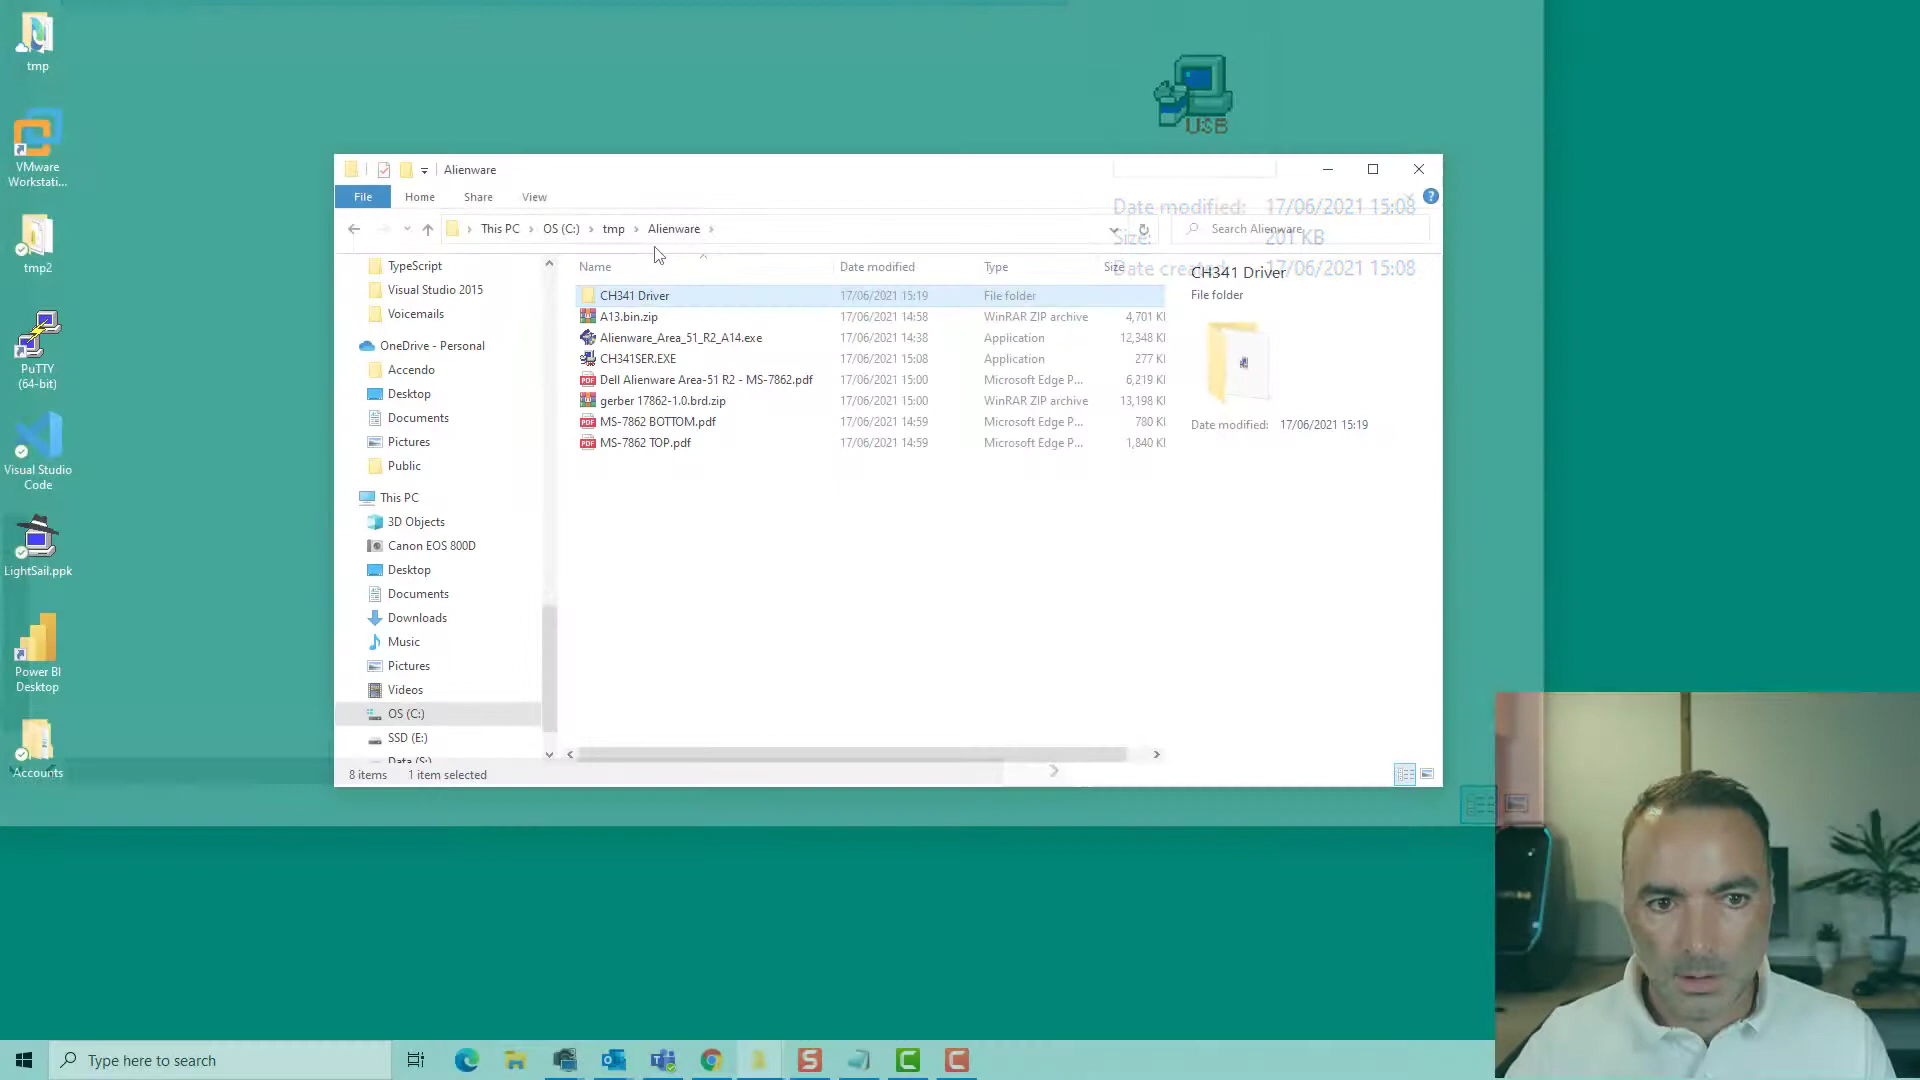 tmp
VMware
Workstati...
tmp2
PuTTY
(64-bit)
Visual Studio
Code
LightSail.ppk
Power BI
Desktop
Accounts
USB
Date modified: 17/06/2021 15:08
Size: 201 KB
Date created: 17/06/2021 15:08
Alienware
File Home Share View
This PC OS (C:) tmp Alienware
Search Alienware
TypeScript
Visual Studio 2015
Voicemails
OneDrive - Personal
Accendo
Desktop
Documents
Pictures
Public
This PC
3D Objects
Canon EOS 800D
Desktop
Documents
Downloads
Music
Pictures
Videos
OS (C:)
SSD (E:)
Data (S:)
Name Date modified Type Size
CH341 Driver 17/06/2021 15:19 File folder
A13.bin.zip 17/06/2021 14:58 WinRAR ZIP archive 4,701 KI
Alienware_Area_51_R2_A14.exe 17/06/2021 14:38 Application 12,348 KI
CH341SER.EXE 17/06/2021 15:08 Application 277 KI
Dell Alienware Area-51 R2 - MS-7862.pdf 17/06/2021 15:00 Microsoft Edge P... 6,219 KI
gerber 17862-1.0.brd.zip 17/06/2021 15:00 WinRAR ZIP archive 13,198 KI
MS-7862 BOTTOM.pdf 17/06/2021 14:59 Microsoft Edge P... 780 KI
MS-7862 TOP.pdf 17/06/2021 14:59 Microsoft Edge P... 1,840 KI
CH341 Driver
File folder
Date modified: 17/06/2021 15:19
8 items 1 item selected
Type here to search